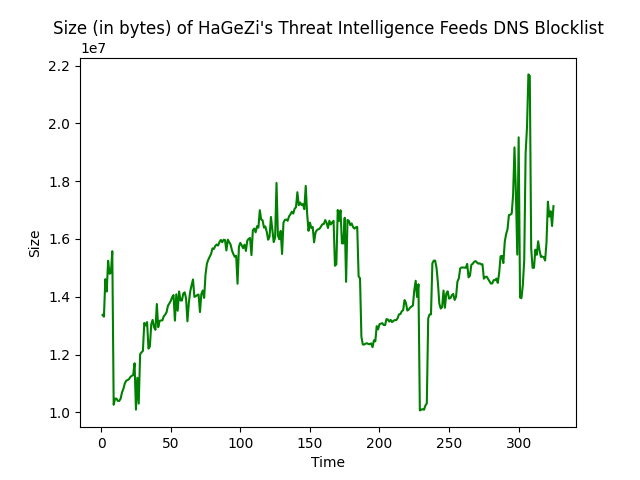 Size (in bytes) of HaGeZi's Threat Intelligence Feeds DNS Blocklist
1e7
2.2
2.0
1.8
1.6
1.4
1.2
1.0
Size
0 50 100 150 200 250 300
Time